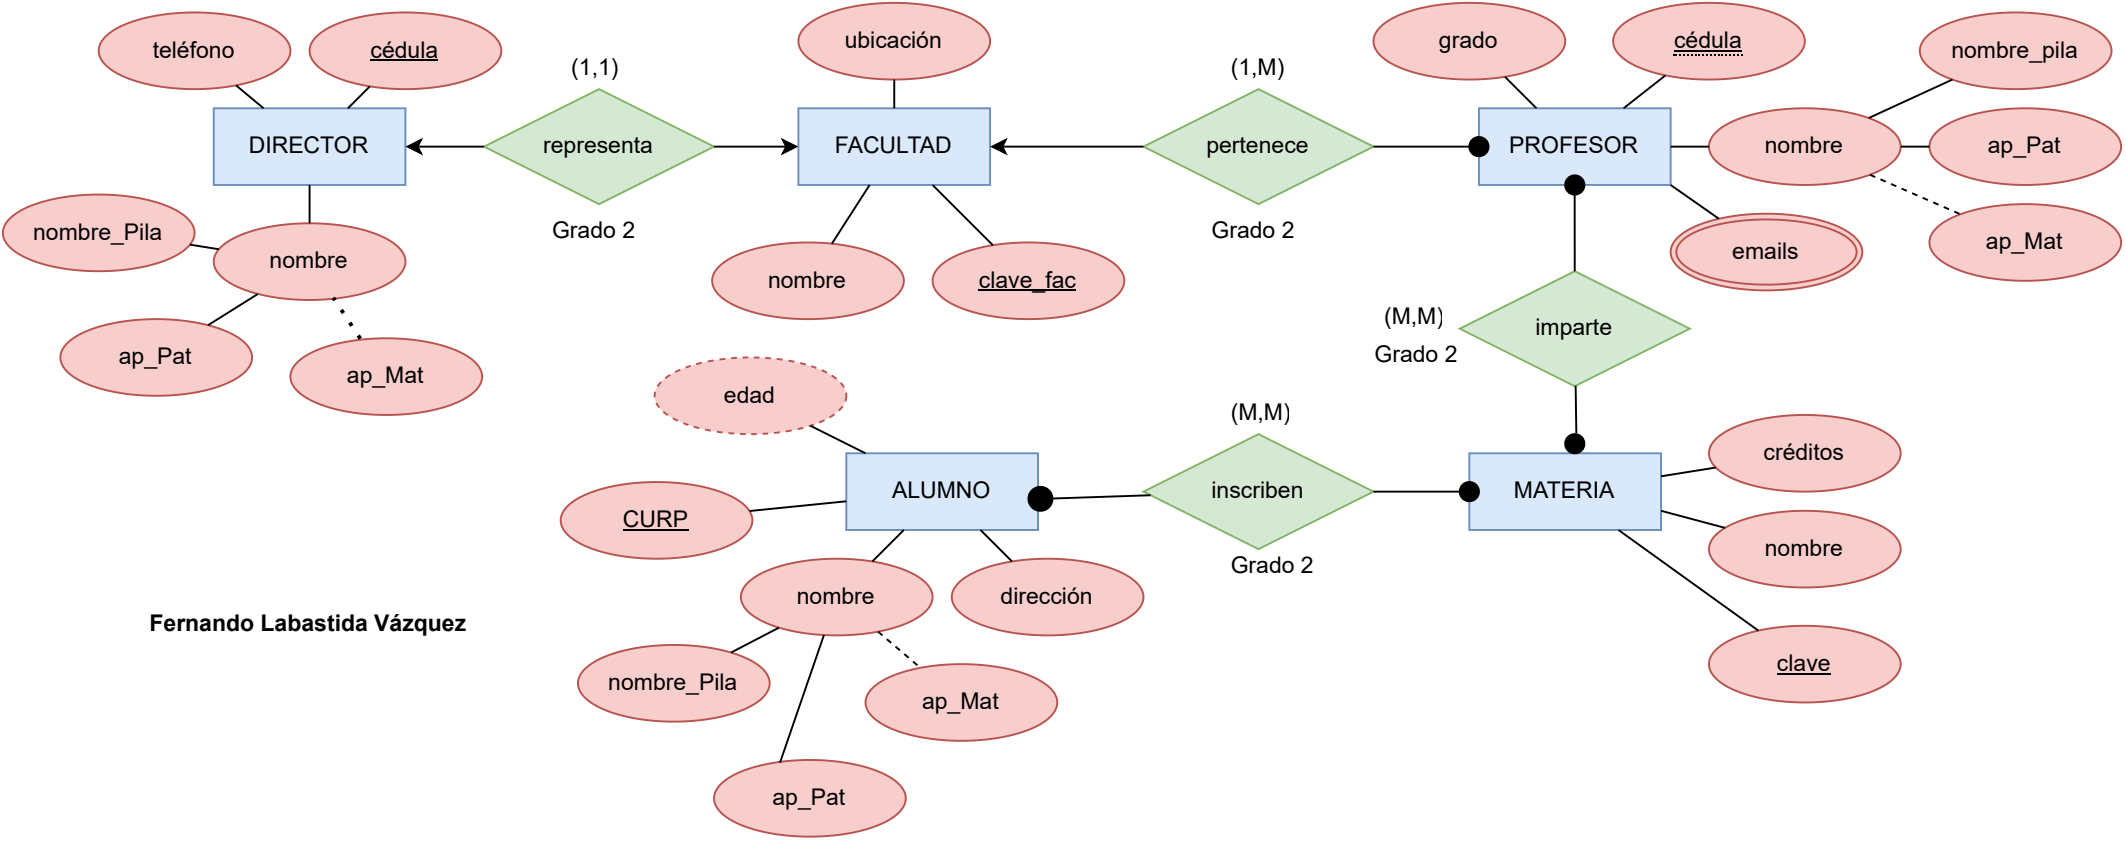 teléfono
cédula
ubicación
grado
cédula
nombre_pila
(1,1)
(1,M)
DIRECTOR
representa
FACULTAD
pertenece
PROFESOR
nombre
ap_Pat
Grado 2
Grado 2
nombre_Pila
nombre
nombre
clave_fac
emails
ap_Mat
ap_Pat
ap_Mat
(M,M)
imparte
Grado 2
edad
(M,M)
créditos
ALUMNO
inscriben
MATERIA
CURP
nombre
Grado 2
nombre
dirección
Fernando Labastida Vázquez
clave
nombre_Pila
ap_Mat
ap_Pat